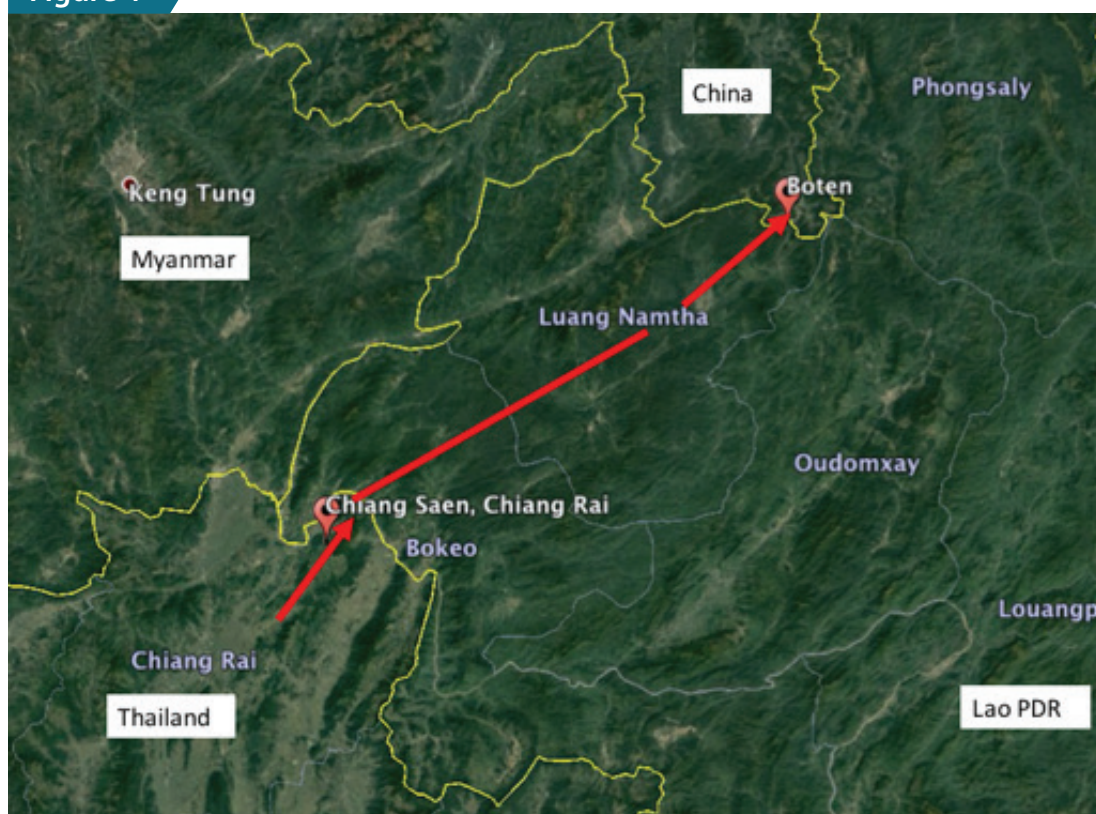 China
Phongsaly
Boten
Keng Tung
Myanmar
Luang Namtha
Oudomxay
Chiang Saen, Chiang Rai
Bokeo
Louangp
Chiang Rai
Thailand
Lao PDR